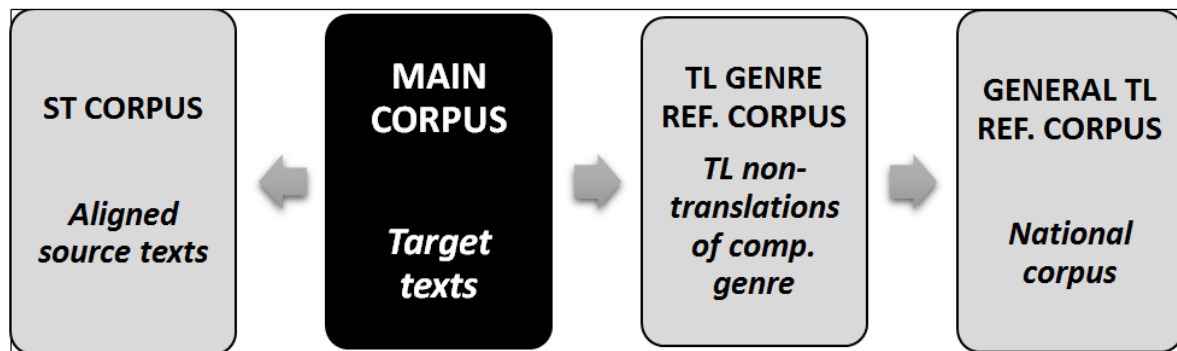 ST CORPUS
Aligned
source texts
MAIN
CORPUS
Target
texts
TL GENRE
REF. CORPUS
TL non-
translations
of comp.
genre
GENERAL TL
REF. CORPUS
National
corpus